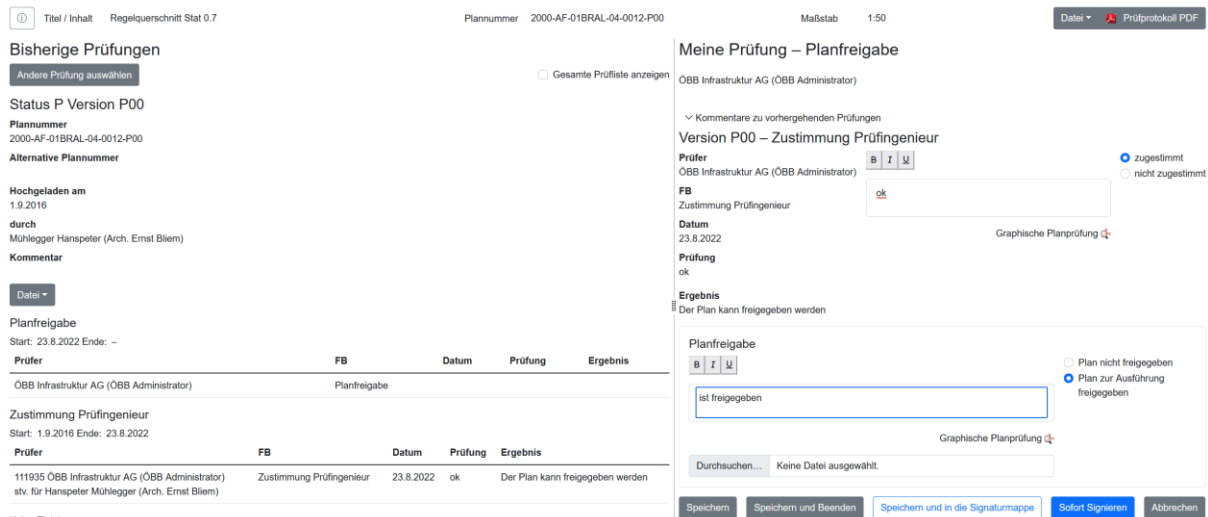 Titel / Inhalt Regelquerschnitt Stat 0.7 Plannummer 2000-AF-01BRAL-04-0012-P00 Maßstab 1:50 Datei Prüfprotokoll PDF
Bisherige Prüfungen
Andere Prüfung auswählen Gesamte Prüfliste anzeigen
Status P Version P00
Plannummer
2000-AF-01BRAL-04-0012-P00
Alternative Plannummer
Hochgeladen am
1.9.2016
durch
Mühlegger Hanspeter (Arch. Ernst Bliem)
Kommentar
Datei
Planfreigabe
Start: 23.8.2022 Ende: –
Prüfer FB Datum Prüfung Ergebnis
ÖBB Infrastruktur AG (ÖBB Administrator) Planfreigabe
Zustimmung Prüfingenieur
Start: 1.9.2016 Ende: 23.8.2022
Prüfer FB Datum Prüfung Ergebnis
111935 ÖBB Infrastruktur AG (ÖBB Administrator) Zustimmung Prüfingenieur 23.8.2022 ok Der Plan kann freigegeben werden
stv. für Hanspeter Mühlegger (Arch. Ernst Bliem)
Meine Prüfung – Planfreigabe
ÖBB Infrastruktur AG (ÖBB Administrator)
Kommentare zu vorhergehenden Prüfungen
Version P00 – Zustimmung Prüfingenieur
Prüfer B I U zugestimmt
ÖBB Infrastruktur AG (ÖBB Administrator) nicht zugestimmt
FB ok
Zustimmung Prüfingenieur
Datum
23.8.2022 Graphische Planprüfung
Prüfung
ok
Ergebnis
Der Plan kann freigegeben werden
Planfreigabe
B I U Plan nicht freigegeben
Plan zur Ausführung
freigegeben
ist freigegeben
Graphische Planprüfung
Durchsuchen... Keine Datei ausgewählt.
Speichern Speichern und Beenden Speichern und in die Signaturmappe Sofort Signieren Abbrechen